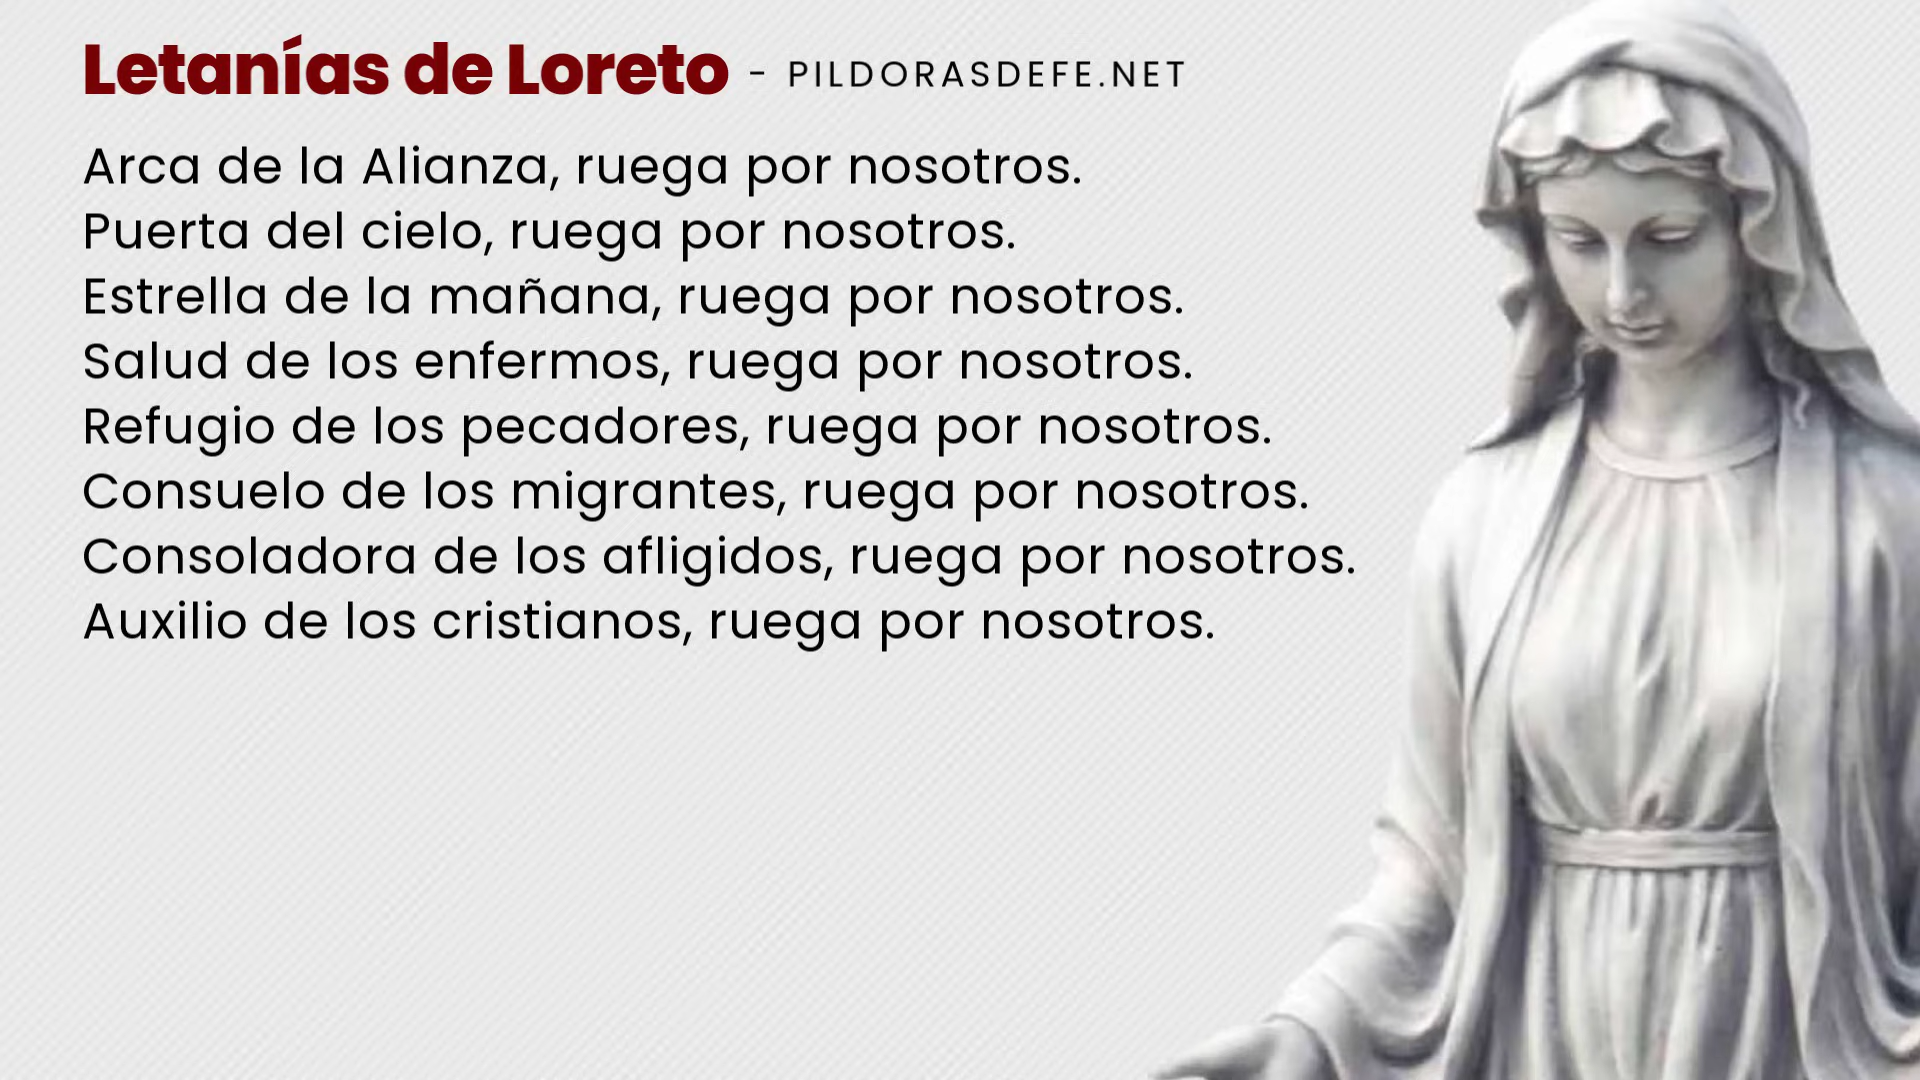 Letanías de Loreto - PILDORASDEFE.NET
Arca de la Alianza, ruega por nosotros.
Puerta del cielo, ruega por nosotros.
Estrella de la mañana, ruega por nosotros.
Salud de los enfermos, ruega por nosotros.
Refugio de los pecadores, ruega por nosotros.
Consuelo de los migrantes, ruega por nosotros.
Consoladora de los afligidos, ruega por nosotros.
Auxilio de los cristianos, ruega por nosotros.